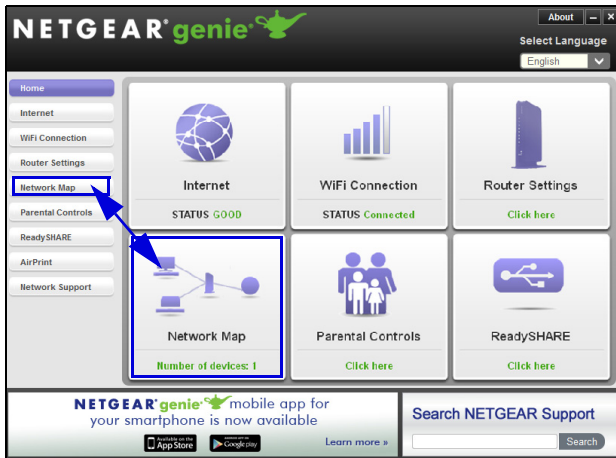 NETGEAR® genie®
About
Select Language
English
Home
Internet
WiFi Connection
Router Settings
Network Map
Parental Controls
ReadySHARE
AirPrint
Network Support
Internet
STATUS GOOD
WiFi Connection
STATUS Connected
Router Settings
Click here
Network Map
Number of devices: 1
Parental Controls
Click here
ReadySHARE
Click here
NETGEAR® genie® mobile app for
your smartphone is now available
Available on the
App Store
Google play
Learn more »
Search NETGEAR Support
Search